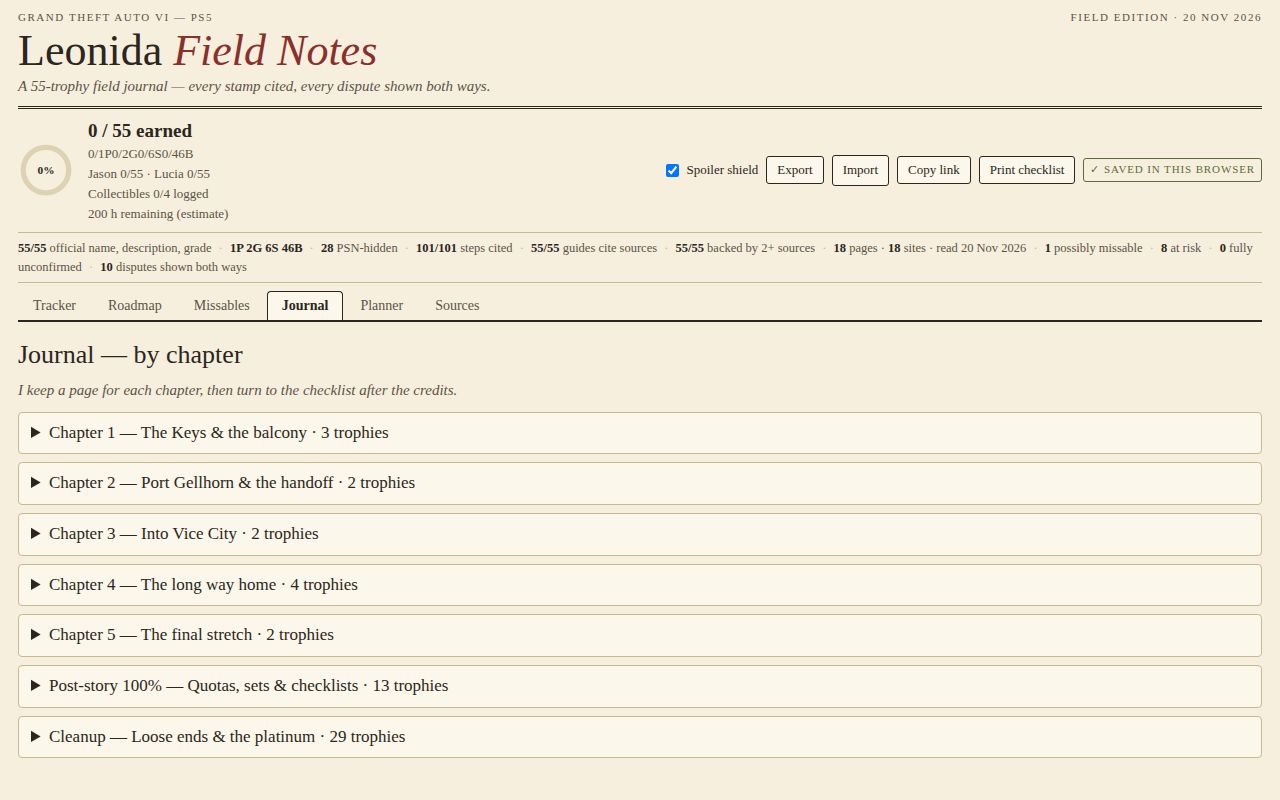 GRAND THEFT AUTO VI — PS5
FIELD EDITION · 20 NOV 2026
Leonida Field Notes
A 55-trophy field journal — every stamp cited, every dispute shown both ways.
0%
0 / 55 earned
0/1P0/2G0/6S0/46B
Jason 0/55 · Lucia 0/55
Collectibles 0/4 logged
200 h remaining (estimate)
Spoiler shield
Export
Import
Copy link
Print checklist
✓ SAVED IN THIS BROWSER
55/55 official name, description, grade · 1P 2G 6S 46B · 28 PSN-hidden · 101/101 steps cited · 55/55 guides cite sources · 55/55 backed by 2+ sources · 18 pages · 18 sites · read 20 Nov 2026 · 1 possibly missable · 8 at risk · 0 fully
unconfirmed · 10 disputes shown both ways
Tracker
Roadmap
Missables
Journal
Planner
Sources
Journal — by chapter
I keep a page for each chapter, then turn to the checklist after the credits.
Chapter 1 — The Keys & the balcony · 3 trophies
Chapter 2 — Port Gellhorn & the handoff · 2 trophies
Chapter 3 — Into Vice City · 2 trophies
Chapter 4 — The long way home · 4 trophies
Chapter 5 — The final stretch · 2 trophies
Post-story 100% — Quotas, sets & checklists · 13 trophies
Cleanup — Loose ends & the platinum · 29 trophies